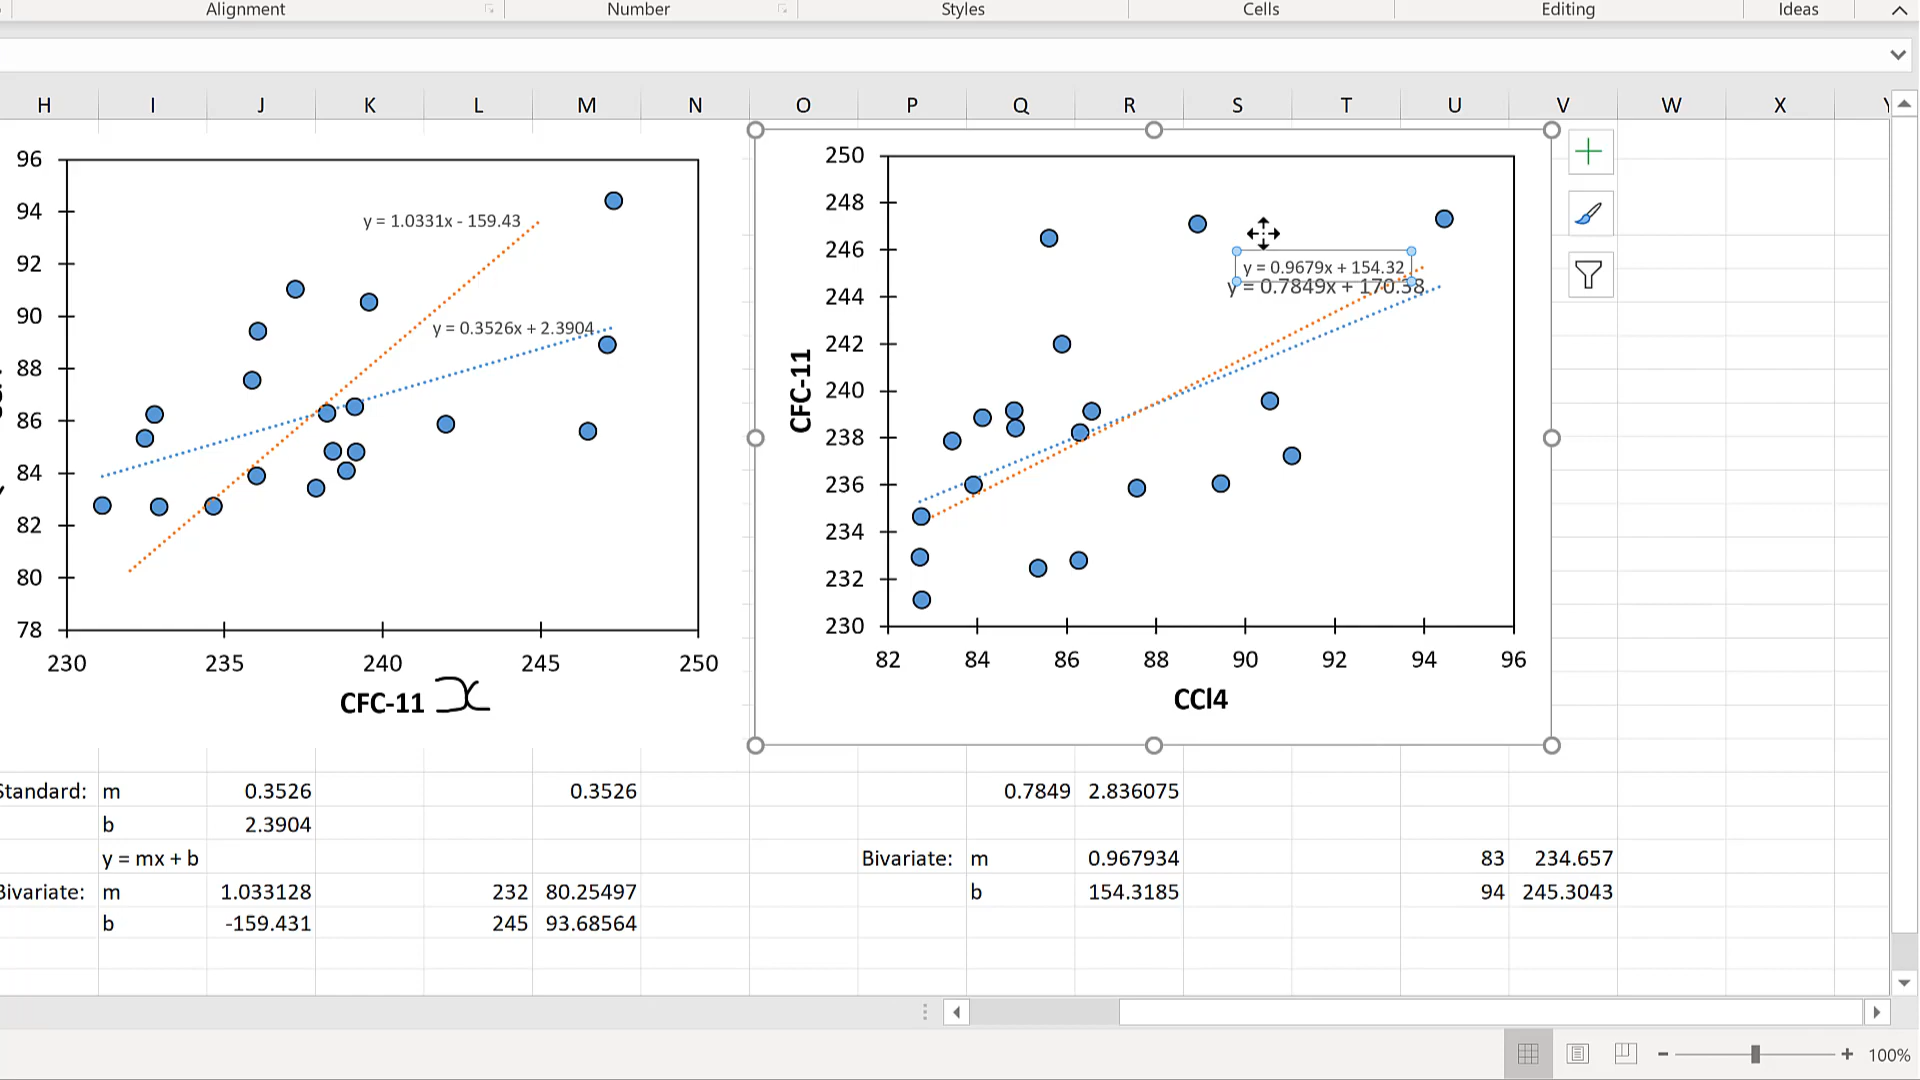 Alignment Number Styles Cells Editing Ideas
H I J K L M N O P Q R S T U V W X
96
94
92
90
88
86
84
82
80
78
y = 1.0331x - 159.43
y = 0.3526x + 2.3904
230 235 240 245 250
CFC-11 x
250
248
246
244
242
240
238
236
234
232
230
CFC-11
y = 0.9679x + 154.32
y = 0.7849x + 170.58
82 84 86 88 90 92 94 96
CCl4
m 0.3526 0.3526 0.7849 2.836075
b 2.3904
y = mx + b Bivariate: m 0.967934 83 234.657
m 1.033128 232 80.25497 b 154.3185 94 245.3043
b -159.431 245 93.68564
100%